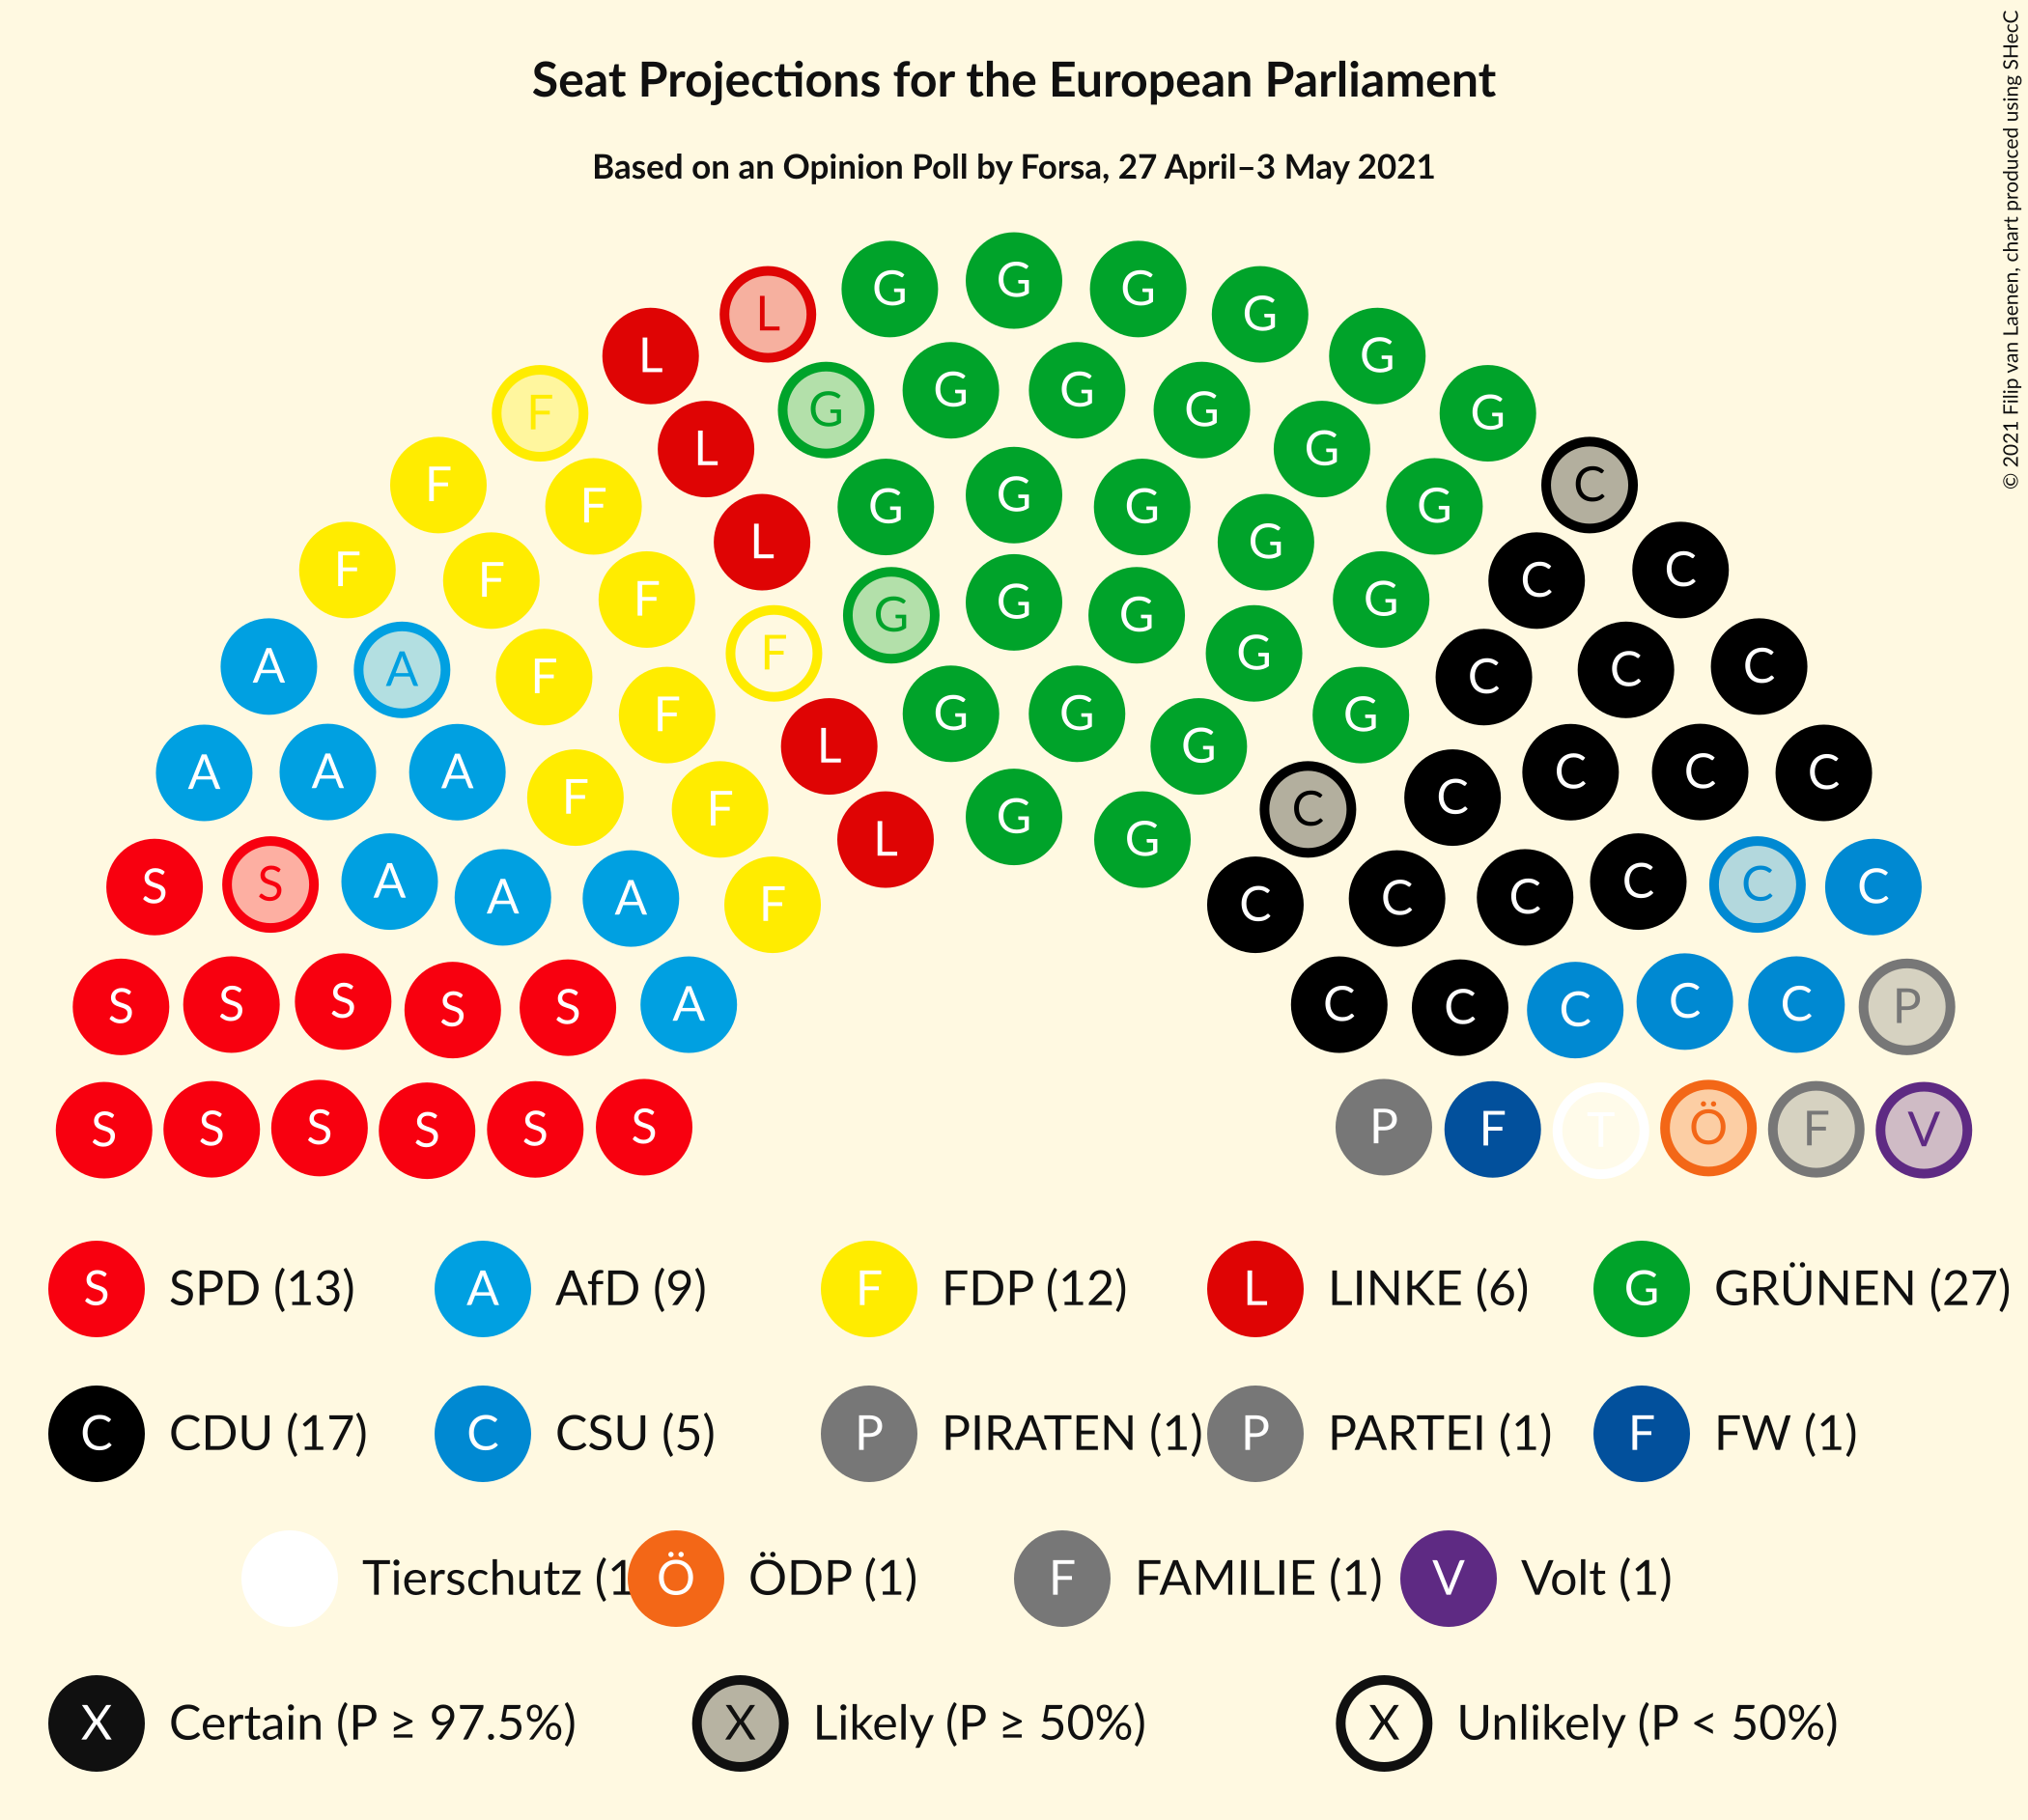 Seat Projections for the European Parliament
Based on an Opinion Poll by Forsa, 27 April–3 May 2021
© 2021 Filip van Laenen, chart produced using SHecC
G G G
L G
L G
G G
F L G G G
F F G G G G C
F F F L G G C C
A A F F G G G G C C C
A A A F F F L G G G G C C C C
S S A A A F F L G G C C C C C C C
S S S S S A C C C C C P
S S S S S S P F T Ö F V
S SPD (13) A AfD (9) F FDP (12) L LINKE (6) G GRÜNEN (27)
C CDU (17) C CSU (5) P PIRATEN (1) P PARTEI (1) F FW (1)
Tierschutz (1 Ö ÖDP (1) F FAMILIE (1) V Volt (1)
X Certain (P ≥ 97.5%) X Likely (P ≥ 50%) X Unlikely (P < 50%)